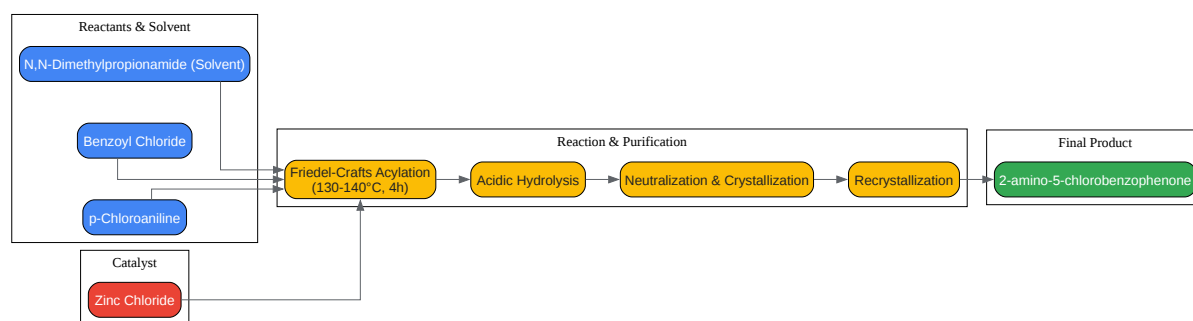 Reactants & Solvent
N,N-Dimethylpropionamide (Solvent)
Benzoyl Chloride
p-Chloroaniline
Catalyst
Zinc Chloride
Reaction & Purification
Friedel-Crafts Acylation
(130-140°C, 4h)
Acidic Hydrolysis
Neutralization & Crystallization
Recrystallization
Final Product
2-amino-5-chlorobenzophenone